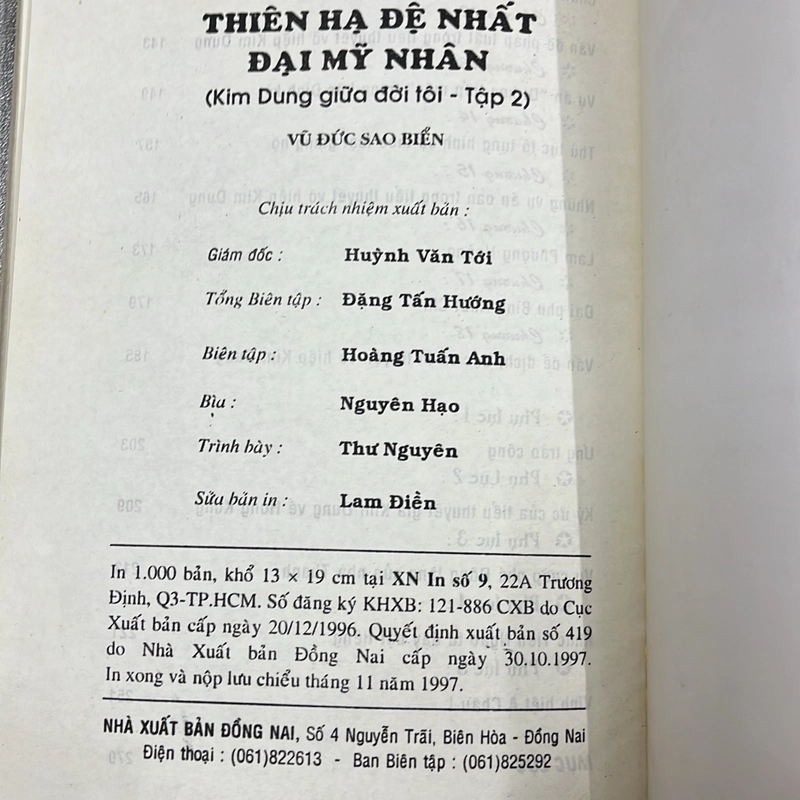 THIÊN HẠ ĐỆ NHẤT
ĐẠI MỸ NHÂN
(Kim Dung giữa đời tôi - Tập 2)
VŨ ĐỨC SAO BIỂN
Chịu trách nhiệm xuất bản :
Giám đốc : Huỳnh Văn Tới
Tổng Biên tập : Đặng Tấn Hướng
Biên tập : Hoàng Tuấn Anh
Bìa : Nguyên Hạo
Trình bày : Thư Nguyên
Sửa bản in : Lam Điền
In 1.000 bản, khổ 13 × 19 cm tại XN In số 9, 22A Trương
Định, Q3-TP.HCM. Số đăng ký KHXB: 121-886 CXB do Cục
Xuất bản cấp ngày 20/12/1996. Quyết định xuất bản số 419
do Nhà Xuất bản Đồng Nai cấp ngày 30.10.1997.
In xong và nộp lưu chiểu tháng 11 năm 1997.
NHÀ XUẤT BẢN ĐỒNG NAI, Số 4 Nguyễn Trãi, Biên Hòa - Đồng Nai
Điện thoại : (061)822613 - Ban Biên tập : (061)825292